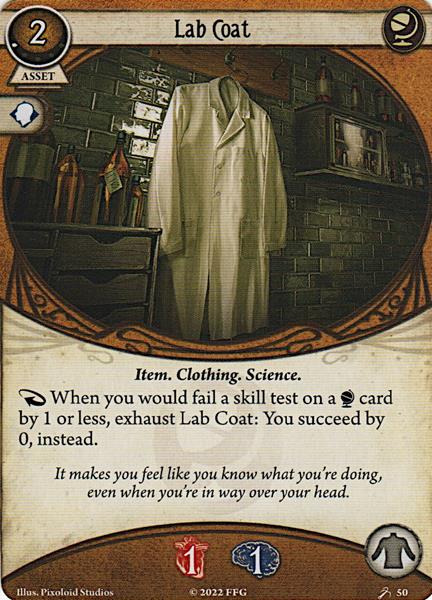 Lab Coat
2
ASSET
Item. Clothing. Science.
When you would fail a skill test on a card
by 1 or less, exhaust Lab Coat: You succeed by
0, instead.
It makes you feel like you know what you're doing,
even when you're in way over your head.
1 1
Illus. Pixoloid Studios © 2022 FFG 50